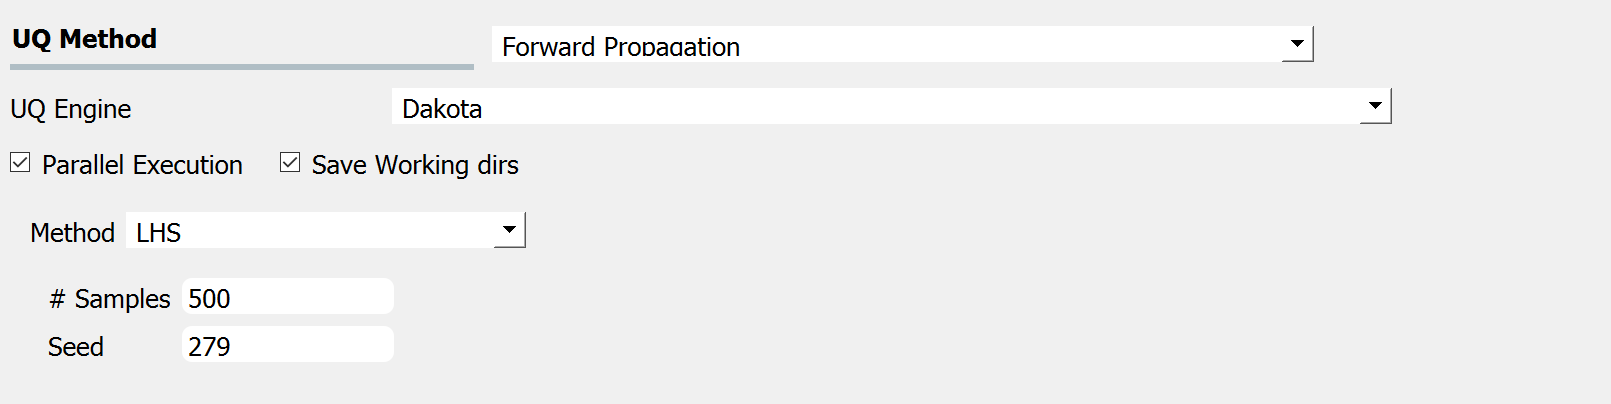 UQ Method Forward Propagation
UQ Engine Dakota
Parallel Execution Save Working dirs
Method LHS
# Samples 500
Seed 279